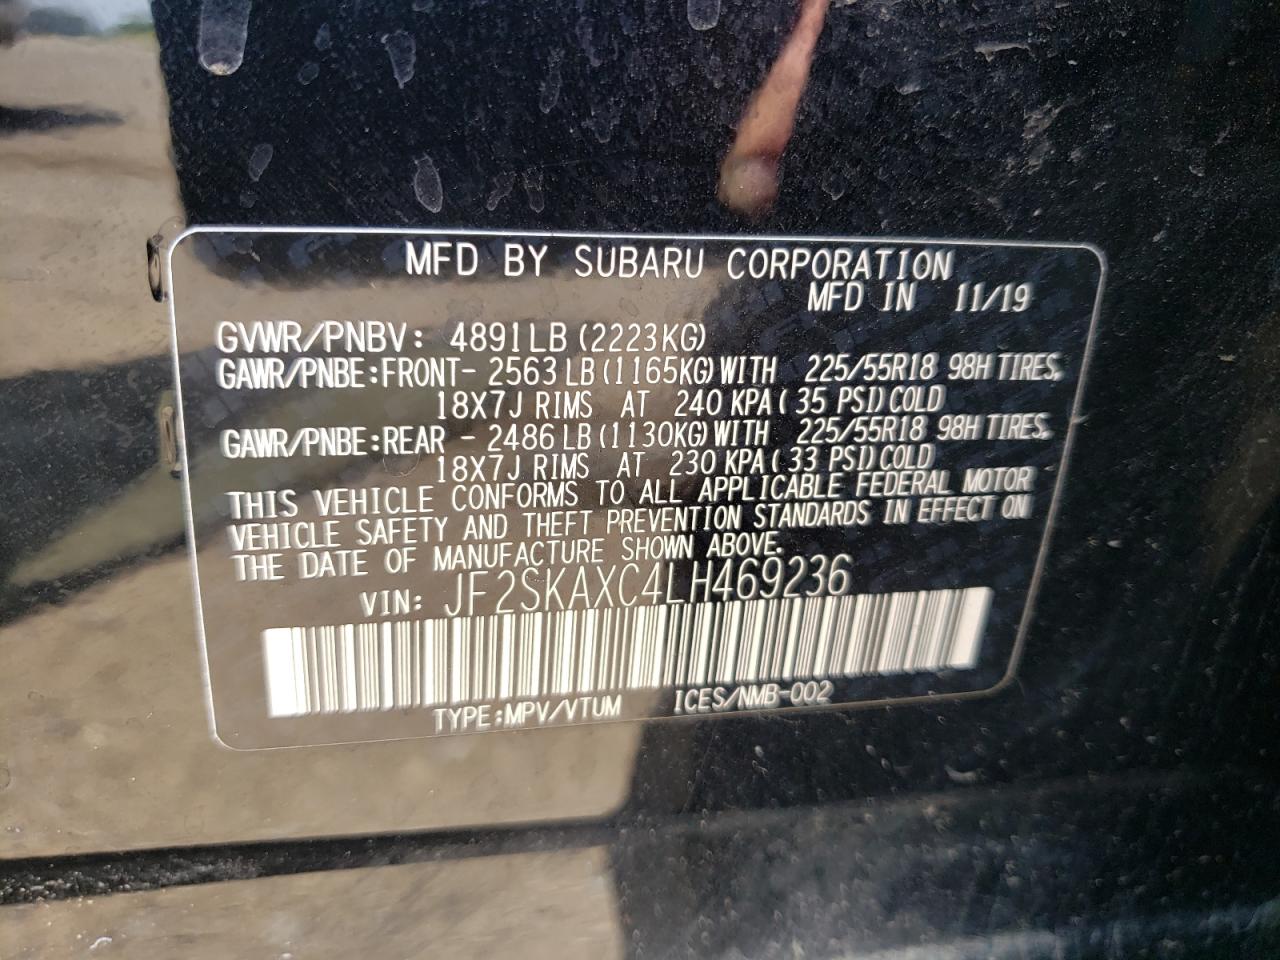 MFD BY SUBARU CORPORATION
MFD IN 11/19
GVWR/PNBV: 4891LB (2223KG)
GAWR/PNBE:FRONT- 2563 LB (1165KG) WITH 225/55R18 98H TIRES,
18X7J RIMS AT 240 KPA ( 35 PSI) COLD
GAWR/PNBE:REAR - 2486 LB (1130KG) WITH 225/55R18 98H TIRES,
18X7J RIMS AT 230 KPA ( 33 PSI) COLD
THIS VEHICLE CONFORMS TO ALL APPLICABLE FEDERAL MOTOR
VEHICLE SAFETY AND THEFT PREVENTION STANDARDS IN EFFECT ON
THE DATE OF MANUFACTURE SHOWN ABOVE.
VIN: JF2SKAXC4LH469236
TYPE:MPV/VTUM ICES/NMB-002